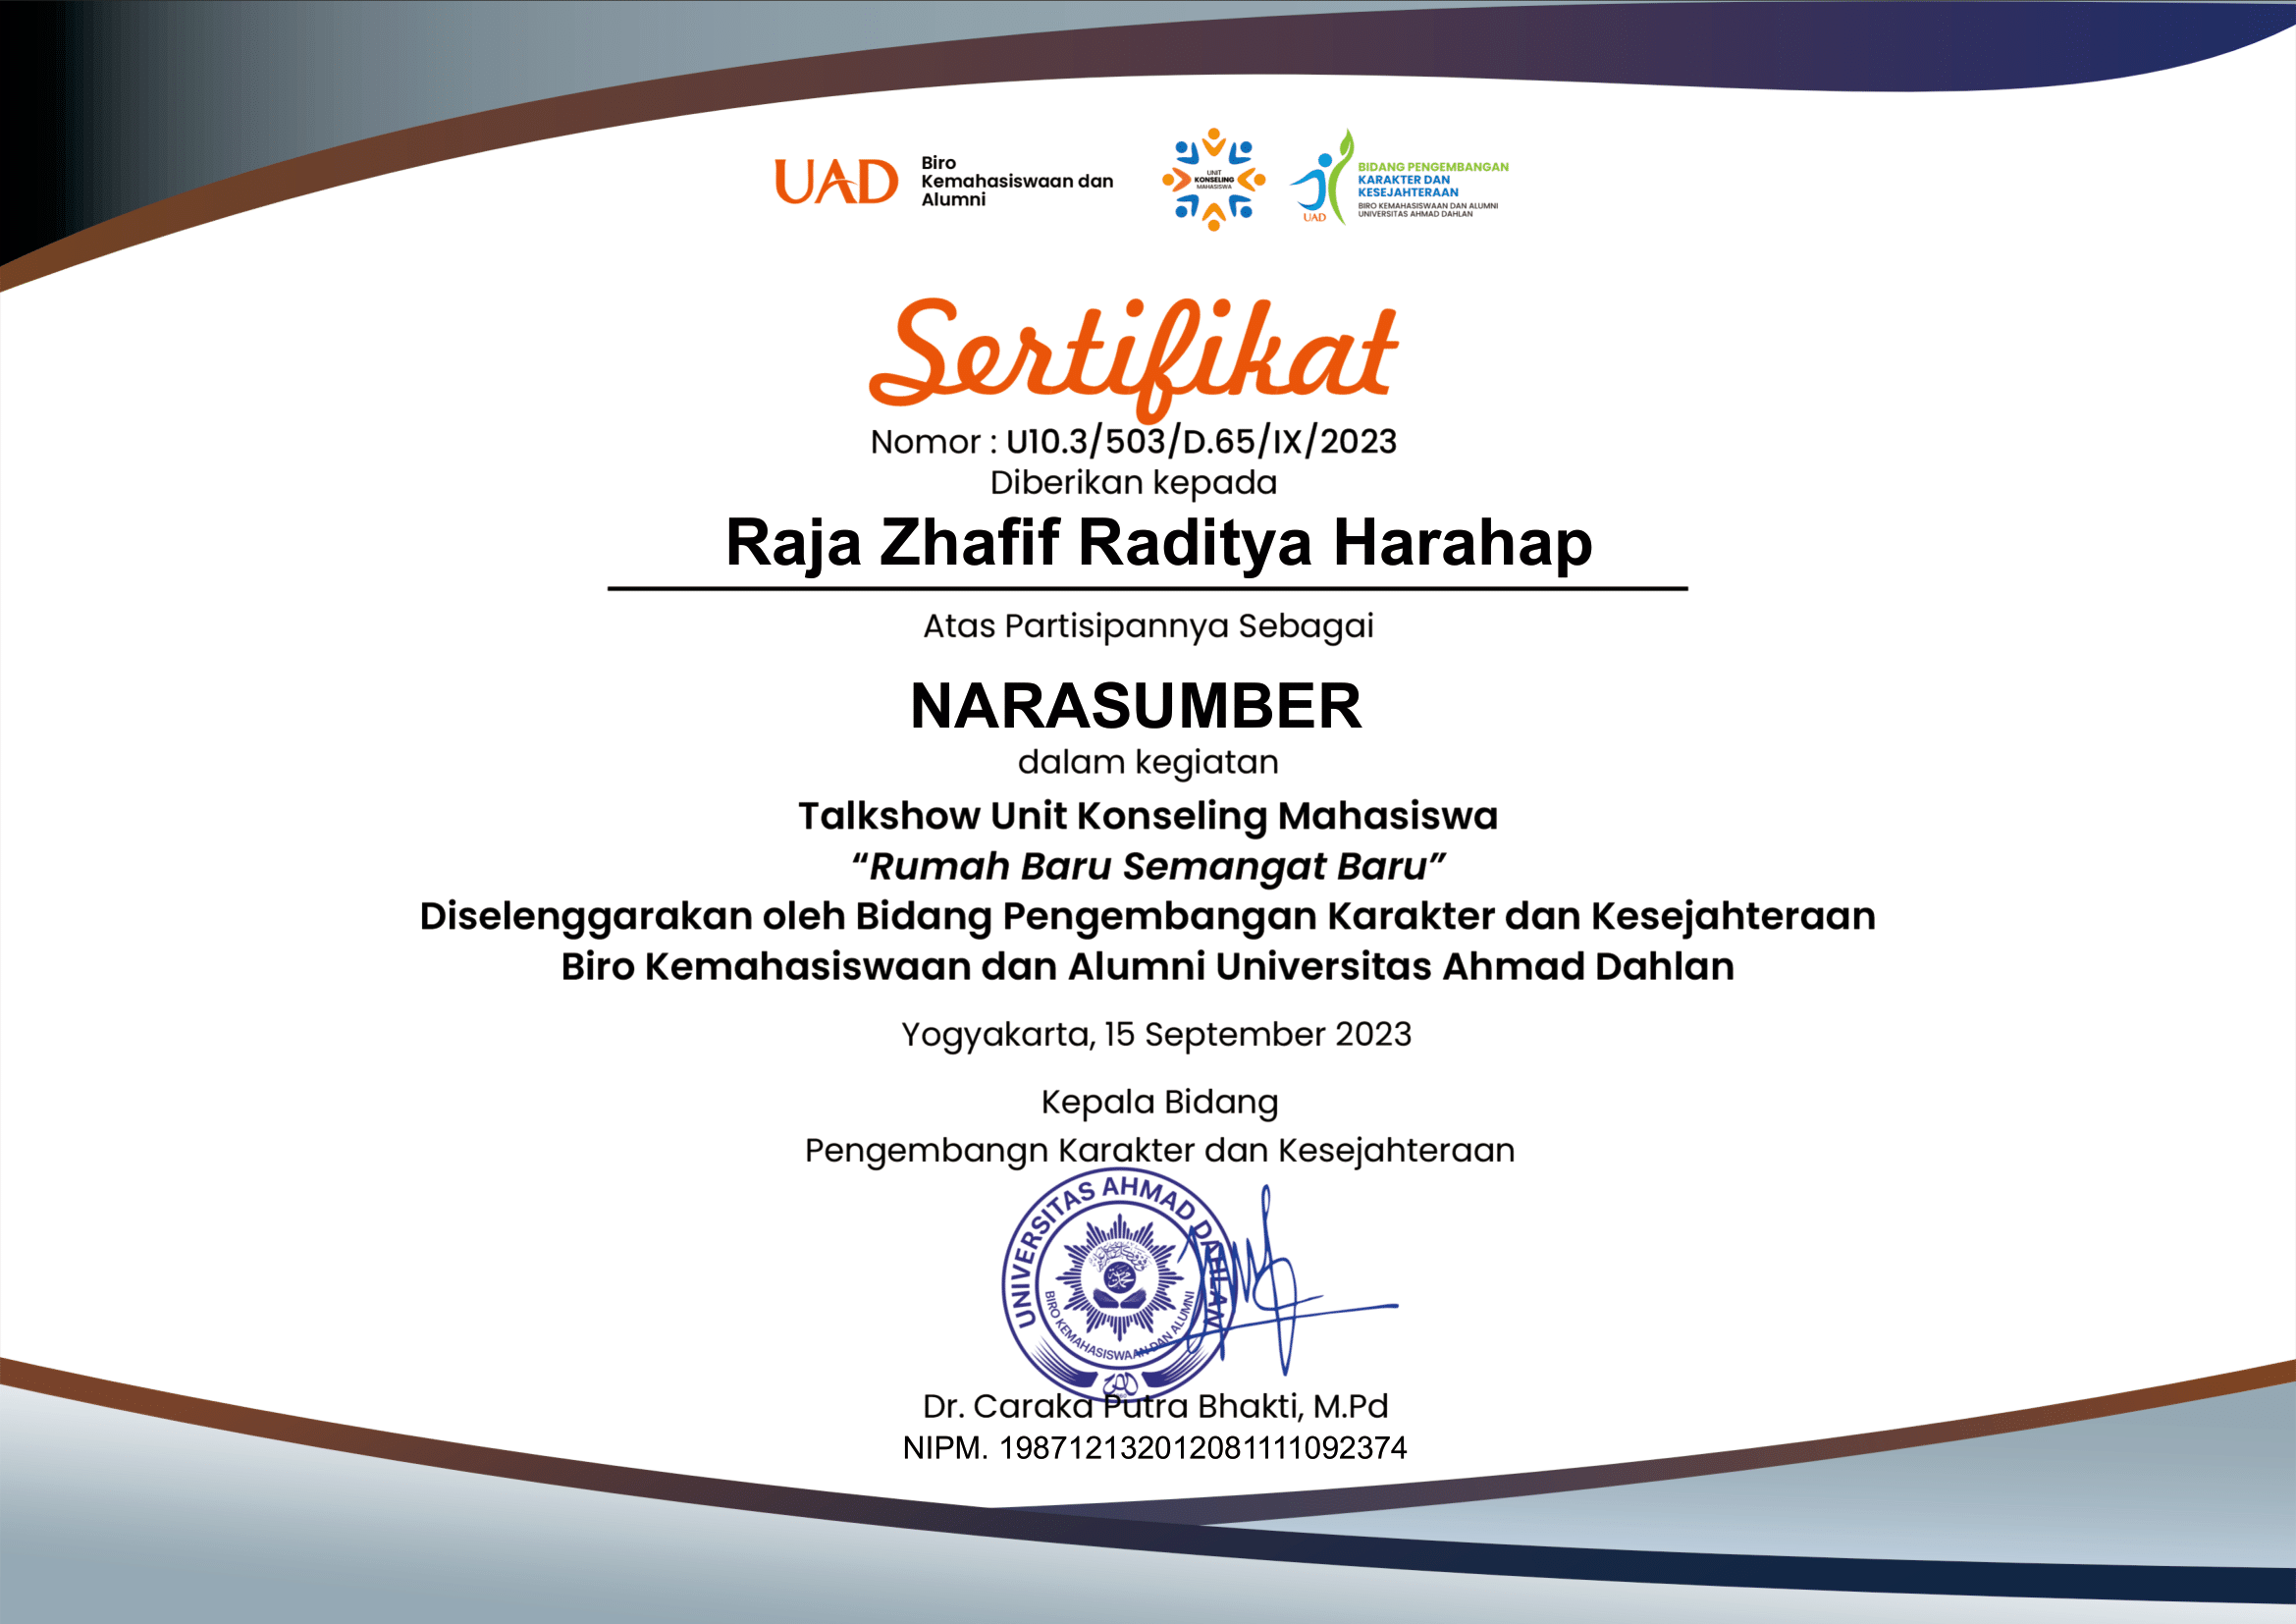 UAD
Biro
Kemahasiswaan dan
Alumni
UNIT
KONSELING
MAHASISWA
UAD
BIDANG PENGEMBANGAN
KARAKTER DAN
KESEJAHTERAAN
BIRO KEMAHASISWAAN DAN ALUMNI
UNIVERSITAS AHMAD DAHLAN
Sertifikat
Nomor : U10.3/503/D.65/IX/2023
Diberikan kepada
Raja Zhafif Raditya Harahap
Atas Partisipannya Sebagai
NARASUMBER
dalam kegiatan
Talkshow Unit Konseling Mahasiswa
“Rumah Baru Semangat Baru”
Diselenggarakan oleh Bidang Pengembangan Karakter dan Kesejahteraan
Biro Kemahasiswaan dan Alumni Universitas Ahmad Dahlan
Yogyakarta, 15 September 2023
Kepala Bidang
Pengembangn Karakter dan Kesejahteraan
UNIVERSITAS AHMAD DAHLAN
BIRO KEMAHASISWAAN DAN ALUMNI
Dr. Caraka Putra Bhakti, M.Pd
NIPM. 198712132012081111092374